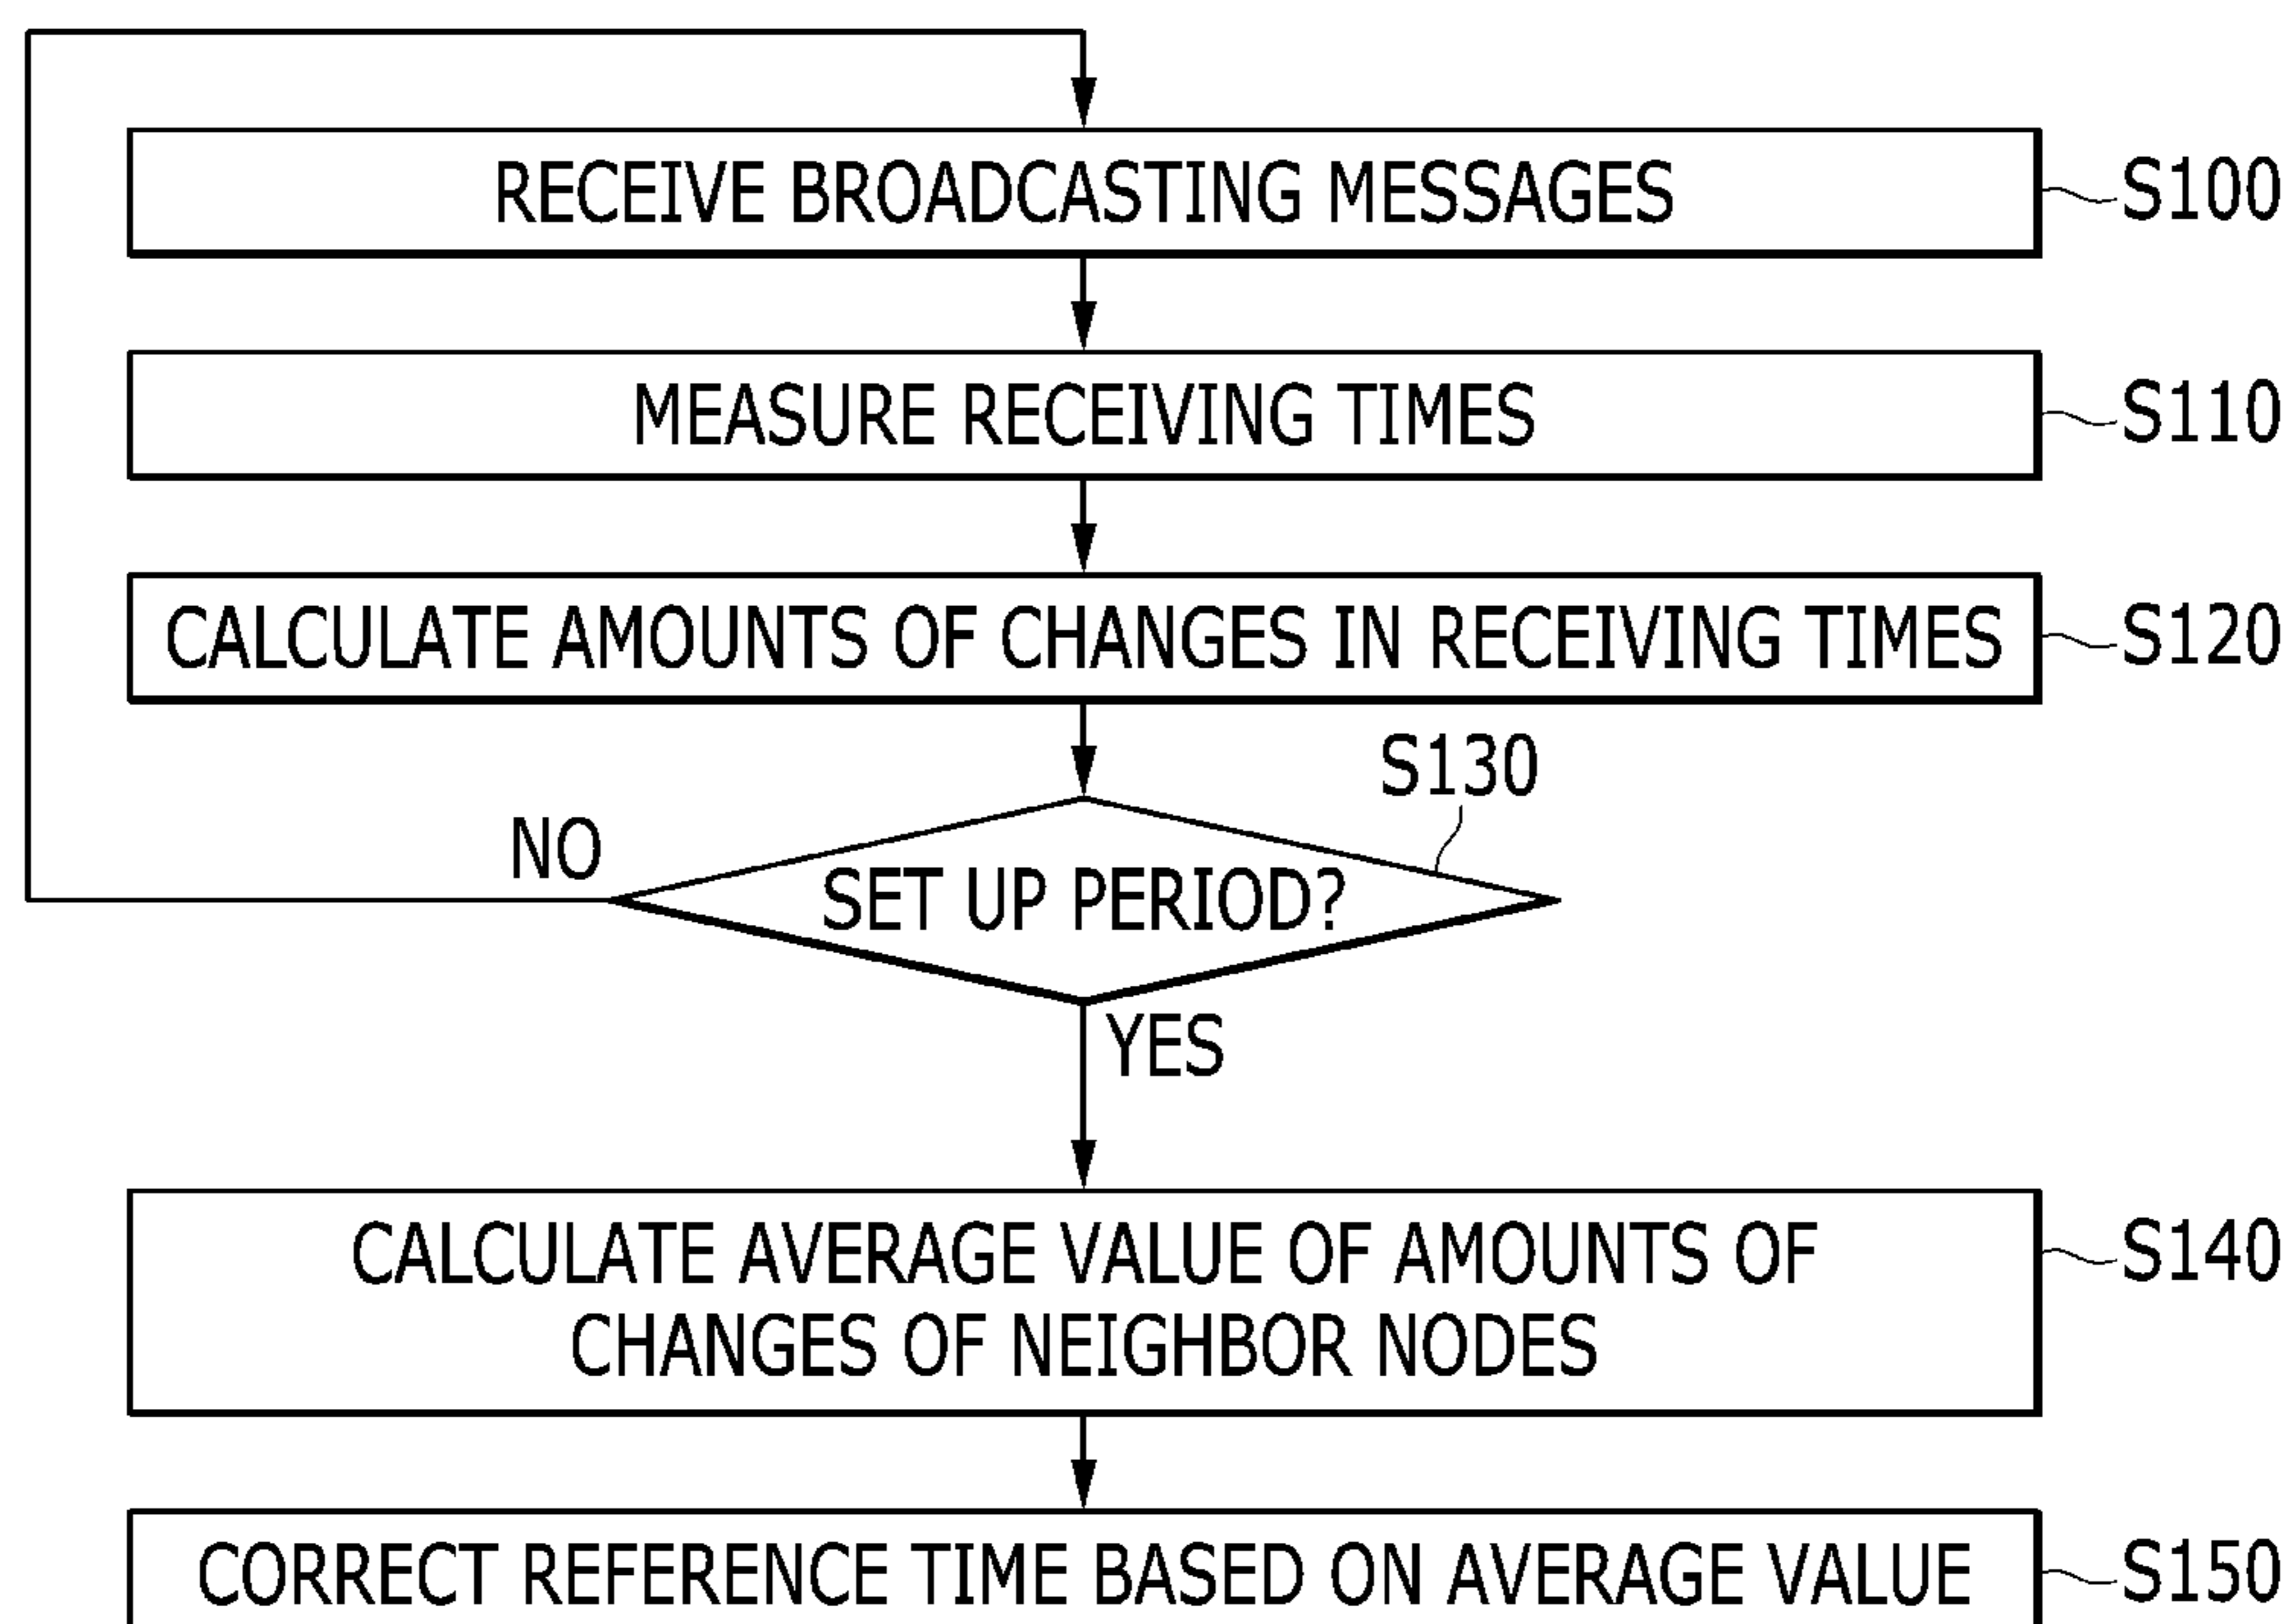 RECEIVE BROADCASTING MESSAGES
S100
MEASURE RECEIVING TIMES
S110
CALCULATE AMOUNTS OF CHANGES IN RECEIVING TIMES
S120
S130
NO
SET UP PERIOD?
YES
CALCULATE AVERAGE VALUE OF AMOUNTS OF
CHANGES OF NEIGHBOR NODES
S140
CORRECT REFERENCE TIME BASED ON AVERAGE VALUE
S150